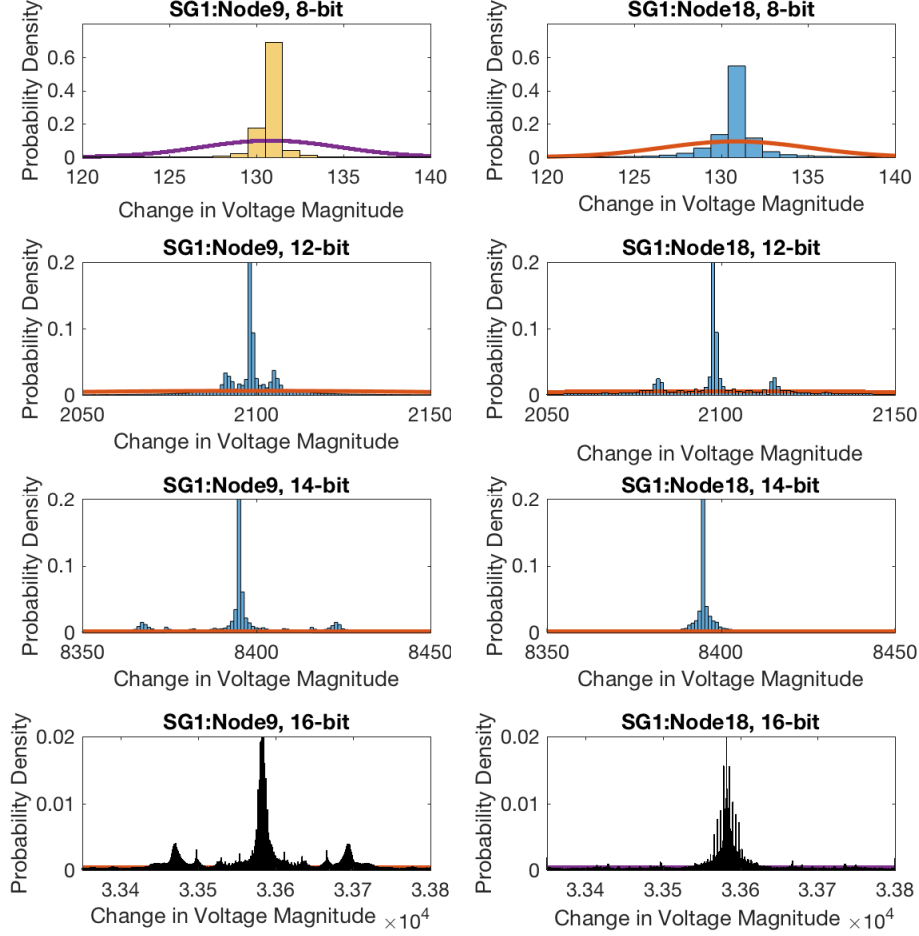 SG1:Node9, 8-bit
Probability Density
0.6
0.4
0.2
0
120 125 130 135 140
Change in Voltage Magnitude
SG1:Node18, 8-bit
Probability Density
0.6
0.4
0.2
0
120 125 130 135 140
Change in Voltage Magnitude
SG1:Node9, 12-bit
Probability Density
0.2
0.1
0
2050 2100 2150
Change in Voltage Magnitude
SG1:Node18, 12-bit
Probability Density
0.2
0.1
0
2050 2100 2150
Change in Voltage Magnitude
SG1:Node9, 14-bit
Probability Density
0.2
0.1
0
8350 8400 8450
Change in Voltage Magnitude
SG1:Node18, 14-bit
Probability Density
0.2
0.1
0
8350 8400 8450
Change in Voltage Magnitude
SG1:Node9, 16-bit
Probability Density
0.02
0.01
0
3.34 3.35 3.36 3.37 3.38
Change in Voltage Magnitude ×10⁴
SG1:Node18, 16-bit
Probability Density
0.02
0.01
0
3.34 3.35 3.36 3.37 3.38
Change in Voltage Magnitude ×10⁴